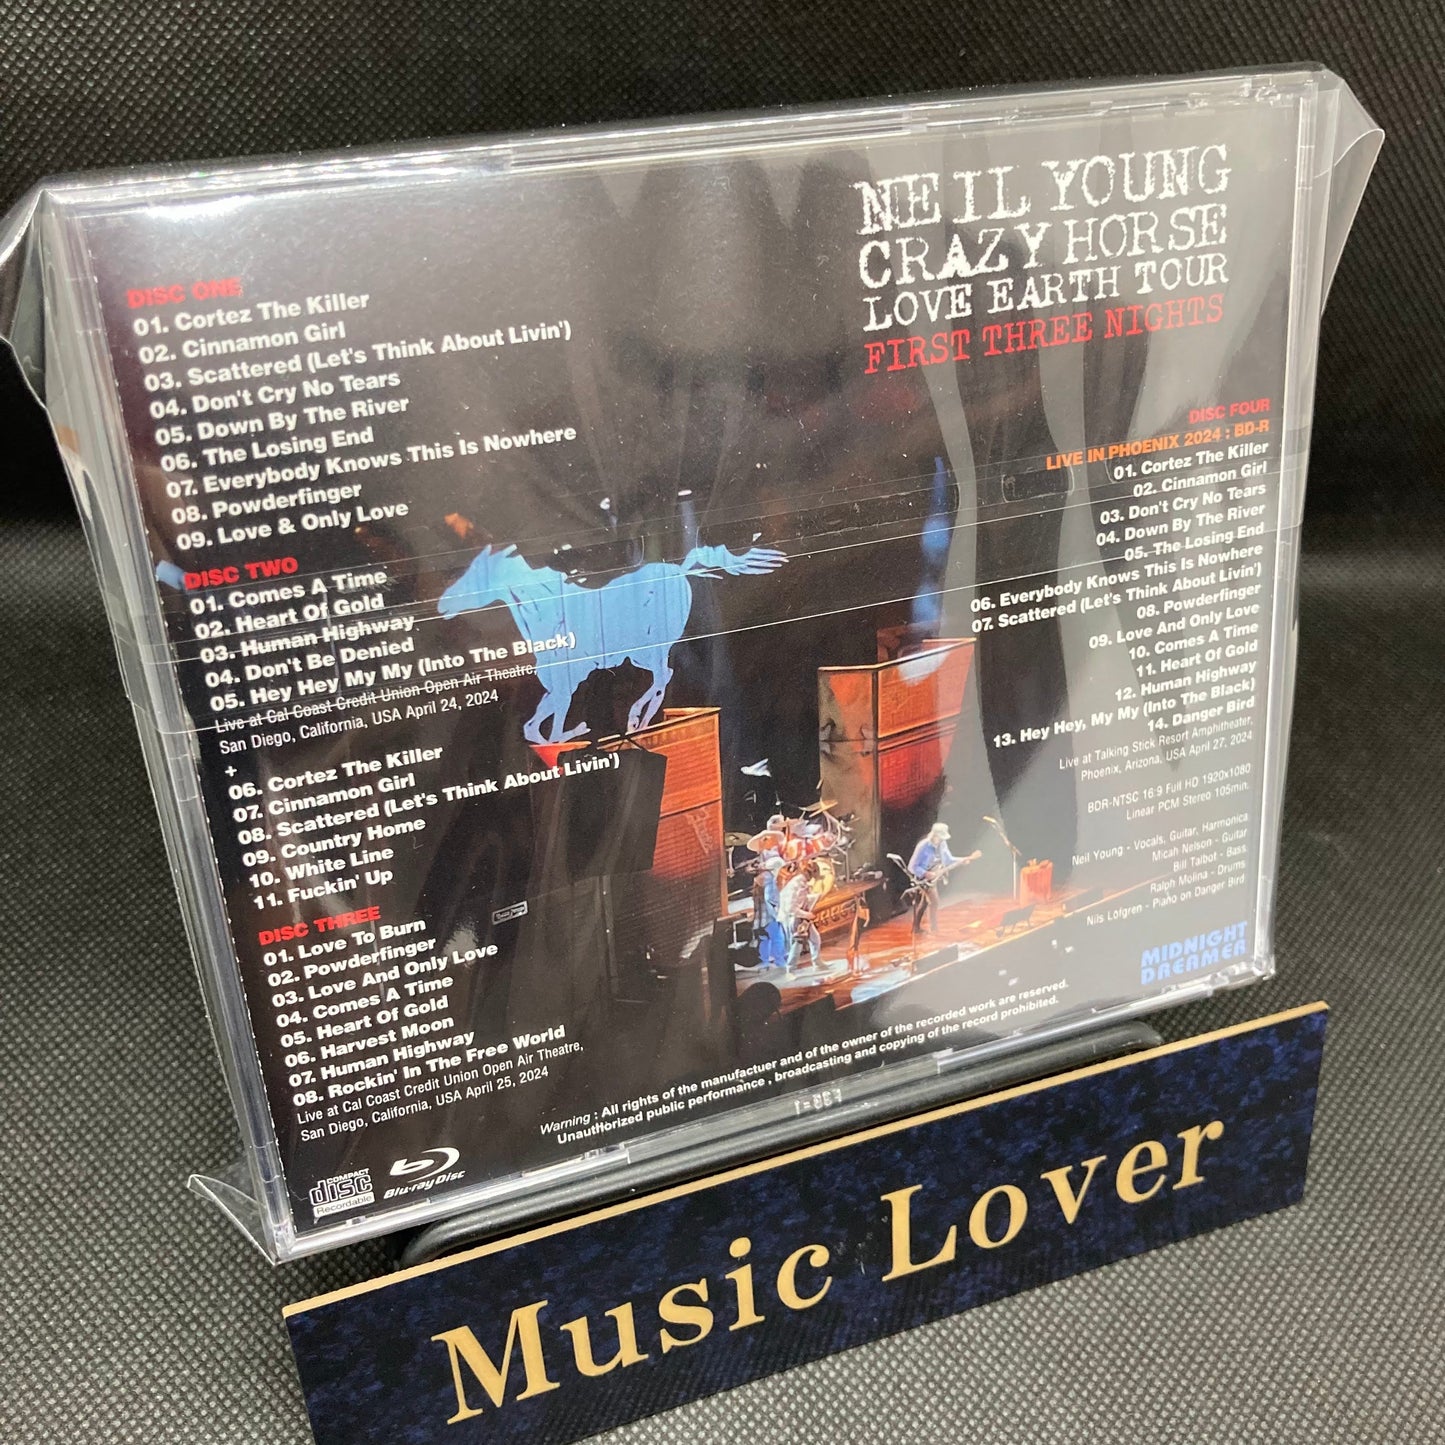 NEIL YOUNG
CRAZY HORSE
LOVE EARTH TOUR
FIRST THREE NIGHTS
DISC ONE
01. Cortez The Killer
02. Cinnamon Girl
03. Scattered (Let's Think About Livin')
04. Don't Cry No Tears
05. Down By The River
06. The Losing End
07. Everybody Knows This Is Nowhere
08. Powderfinger
09. Love & Only Love
DISC TWO
01. Comes A Time
02. Heart Of Gold
03. Human Highway
04. Don't Be Denied
05. Hey Hey My My (Into The Black)
Live at Cal Coast Credit Union Open Air Theatre,
San Diego, California, USA April 24, 2024
+
06. Cortez The Killer
07. Cinnamon Girl
08. Scattered (Let's Think About Livin')
09. Country Home
10. White Line
11. Fuckin' Up
DISC THREE
01. Love To Burn
02. Powderfinger
03. Love And Only Love
04. Comes A Time
05. Heart Of Gold
06. Harvest Moon
07. Human Highway
08. Rockin' In The Free World
Live at Cal Coast Credit Union Open Air Theatre,
San Diego, California, USA April 25, 2024
DISC FOUR
LIVE IN PHOENIX 2024 : BD-R
01. Cortez The Killer
02. Cinnamon Girl
03. Don't Cry No Tears
04. Down By The River
05. The Losing End
06. Everybody Knows This Is Nowhere
07. Scattered (Let's Think About Livin')
08. Powderfinger
09. Love And Only Love
10. Comes A Time
11. Heart Of Gold
12. Human Highway
13. Hey Hey, My My (Into The Black)
14. Danger Bird
Live at Talking Stick Resort Amphitheater,
Phoenix, Arizona, USA April 27, 2024
BDR-NTSC 16:9 Full HD 1920x1080
Linear PCM Stereo 105min.
Neil Young - Vocals, Guitar, Harmonica
Micah Nelson - Guitar
Bill Talbot - Bass
Ralph Molina - Drums
Nils Lofgren - Piano on Danger Bird
MIDNIGHT
DREAMER
Warning : All rights of the manufactuer and of the owner of the recorded work are reserved.
UnautHorized public performance , broadcasting and copying of the record prohibited.
COMPACT
disc
Recordable
Blu-ray Disc
Music Lover